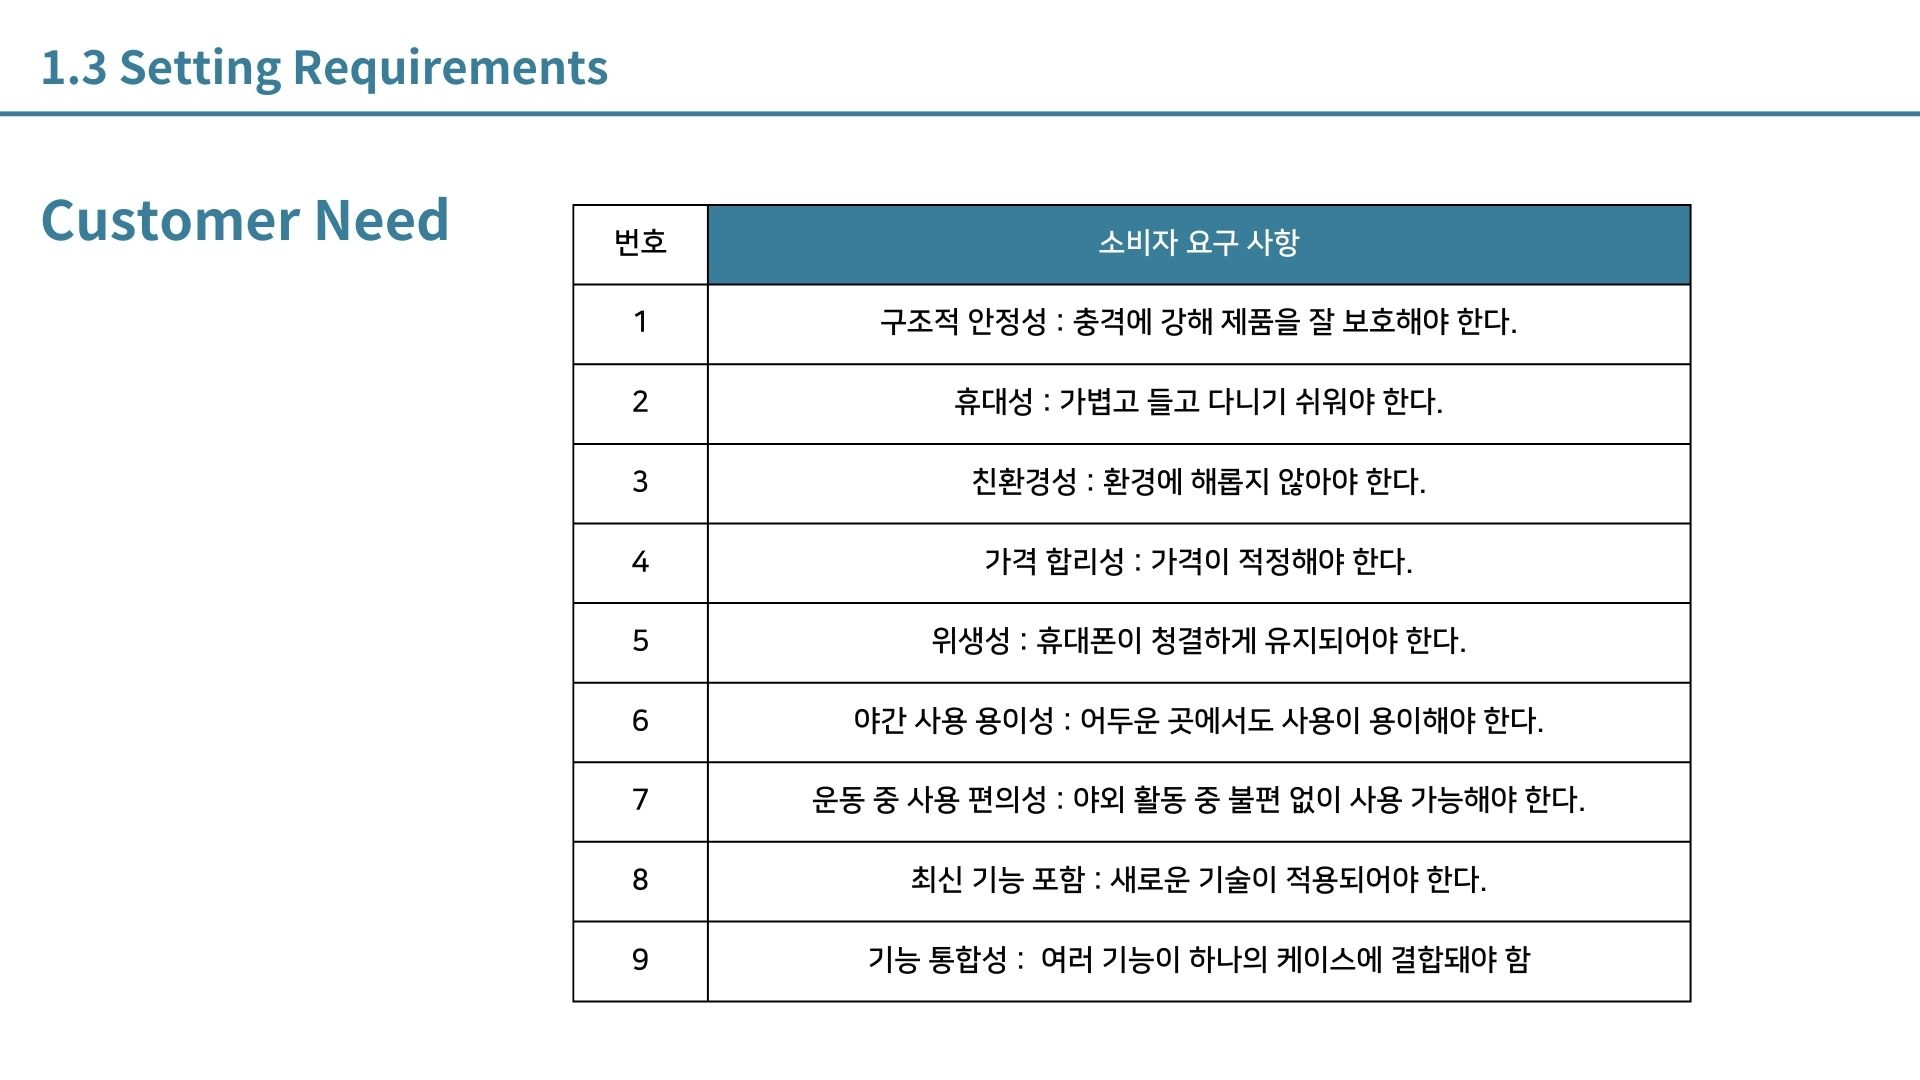 1.3 Setting Requirements
Customer Need
번호 소비자 요구 사항
1 구조적 안정성 : 충격에 강해 제품을 잘 보호해야 한다.
2 휴대성 : 가볍고 들고 다니기 쉬워야 한다.
3 친환경성 : 환경에 해롭지 않아야 한다.
4 가격 합리성 : 가격이 적정해야 한다.
5 위생성 : 휴대폰이 청결하게 유지되어야 한다.
6 야간 사용 용이성 : 어두운 곳에서도 사용이 용이해야 한다.
7 운동 중 사용 편의성 : 야외 활동 중 불편 없이 사용 가능해야 한다.
8 최신 기능 포함 : 새로운 기술이 적용되어야 한다.
9 기능 통합성 :  여러 기능이 하나의 케이스에 결합돼야 함